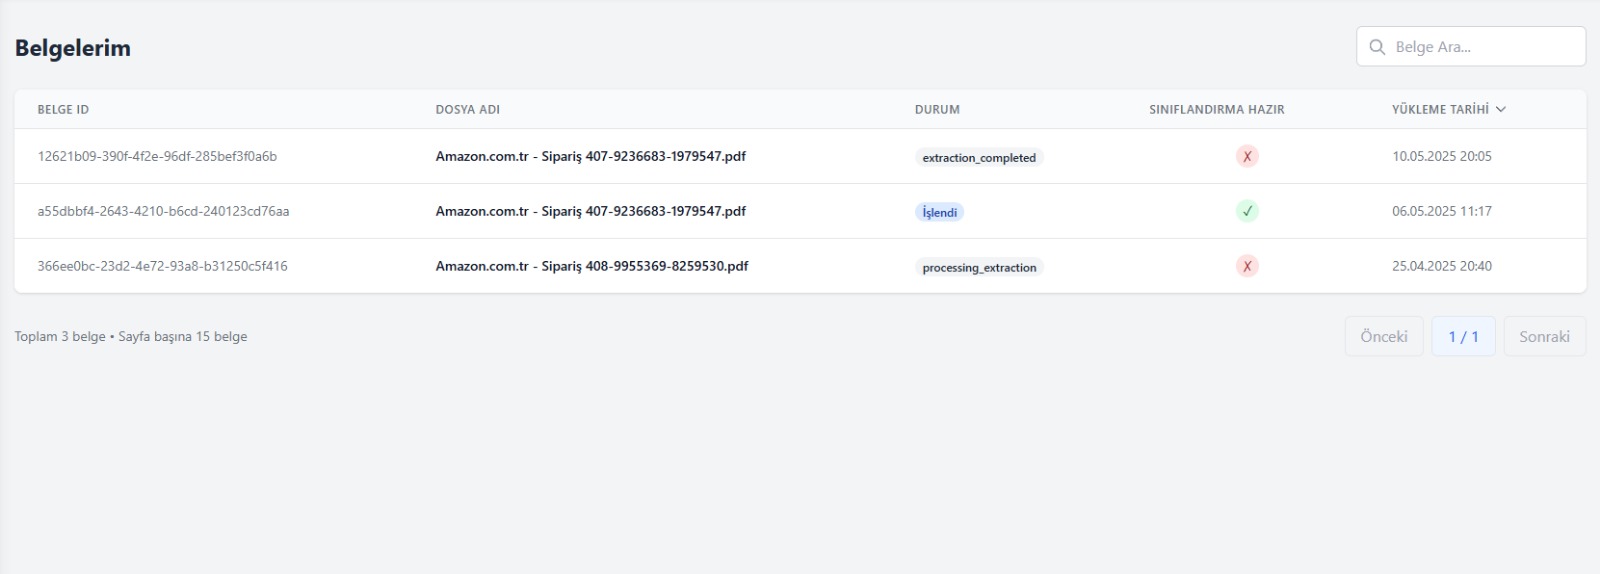 Belgelerim
Belge Ara...
BELGE ID DOSYA ADI DURUM SINIFLANDIRMA HAZIR YÜKLEME TARİHİ
12621b09-390f-4f2e-96df-285bef3f0a6b Amazon.com.tr - Sipariş 407-9236683-1979547.pdf extraction_completed ✗ 10.05.2025 20:05
a55dbbf4-2643-4210-b6cd-240123cd76aa Amazon.com.tr - Sipariş 407-9236683-1979547.pdf İşlendi ✓ 06.05.2025 11:17
366ee0bc-23d2-4e72-93a8-b31250c5f416 Amazon.com.tr - Sipariş 408-9955369-8259530.pdf processing_extraction ✗ 25.04.2025 20:40
Toplam 3 belge • Sayfa başına 15 belge Önceki 1 / 1 Sonraki